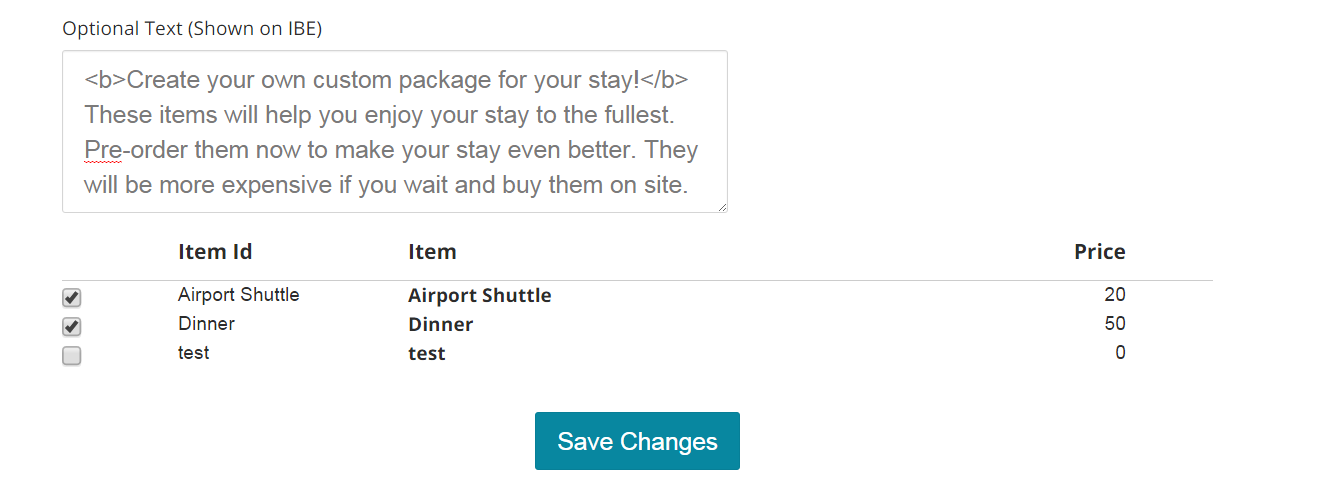 Optional Text (Shown on IBE)
<b>Create your own custom package for your stay!</b>
These items will help you enjoy your stay to the fullest.
Pre-order them now to make your stay even better. They
will be more expensive if you wait and buy them on site.
Item Id Item Price
Airport Shuttle Airport Shuttle 20
Dinner Dinner 50
test test 0
Save Changes